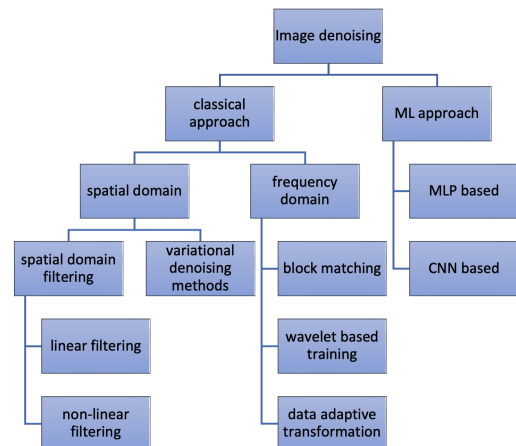 Image denoising
classical
approach
ML approach
spatial domain
frequency
domain
MLP based
spatial domain
filtering
variational
denoising
methods
block matching
CNN based
linear filtering
wavelet based
training
non-linear
filtering
data adaptive
transformation